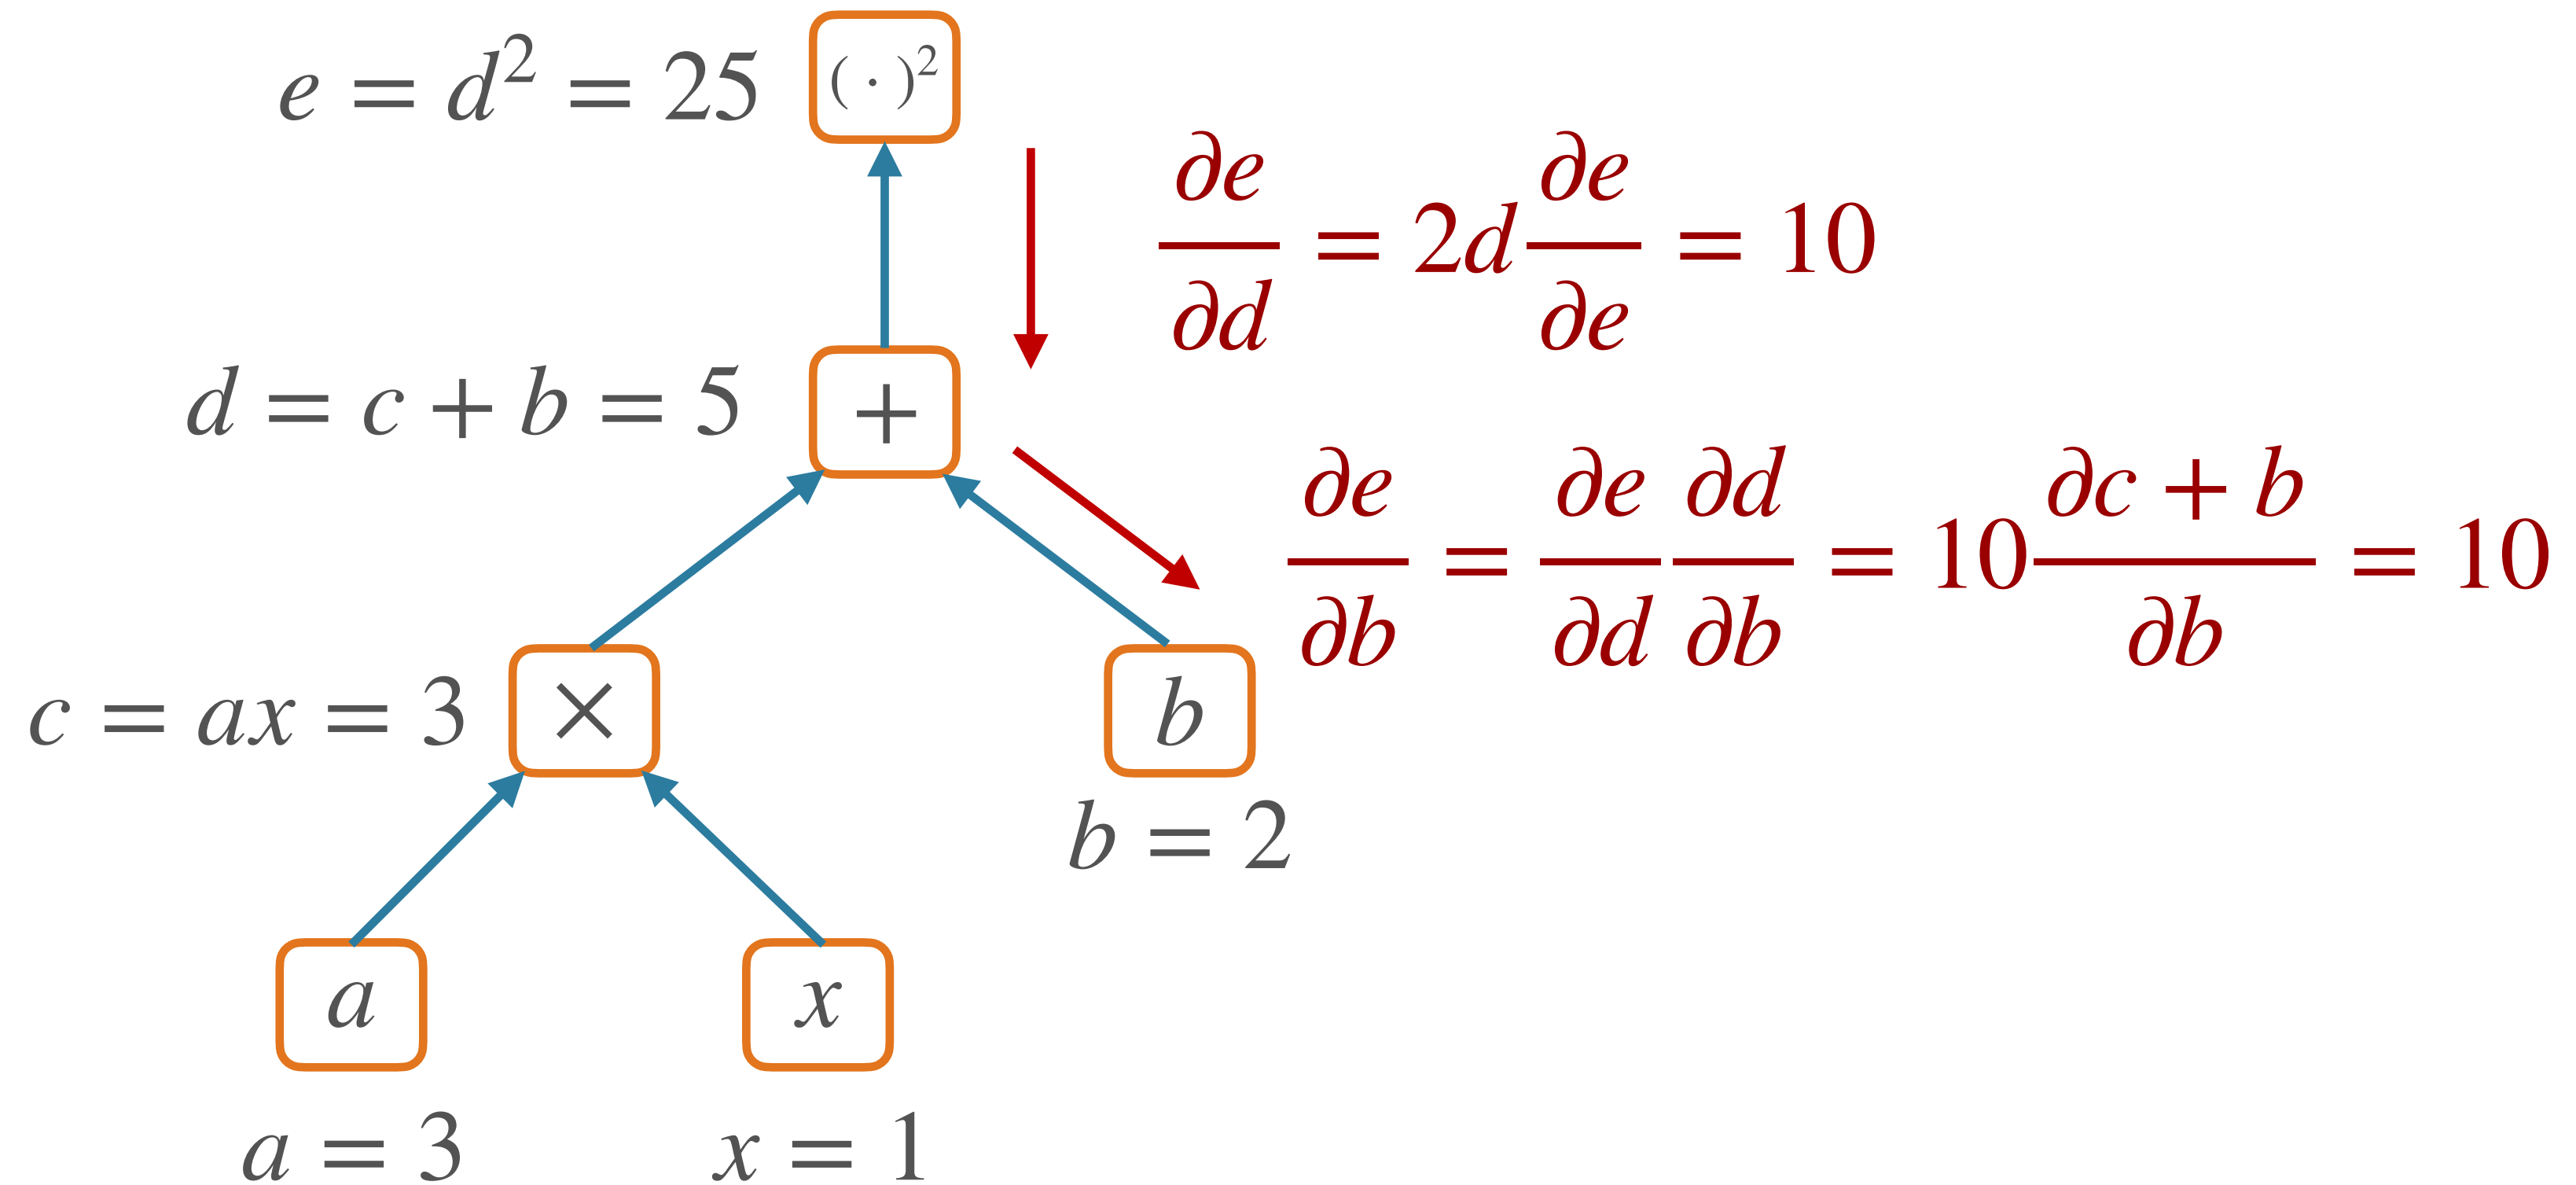 e = d² = 25
(·)²
∂e/∂d = 2d ∂e/∂e = 10
d = c + b = 5
+
∂e/∂b = ∂e/∂d ∂d/∂b = 10 ∂c + b/∂b = 10
c = ax = 3
×
b
b = 2
a
x
a = 3
x = 1